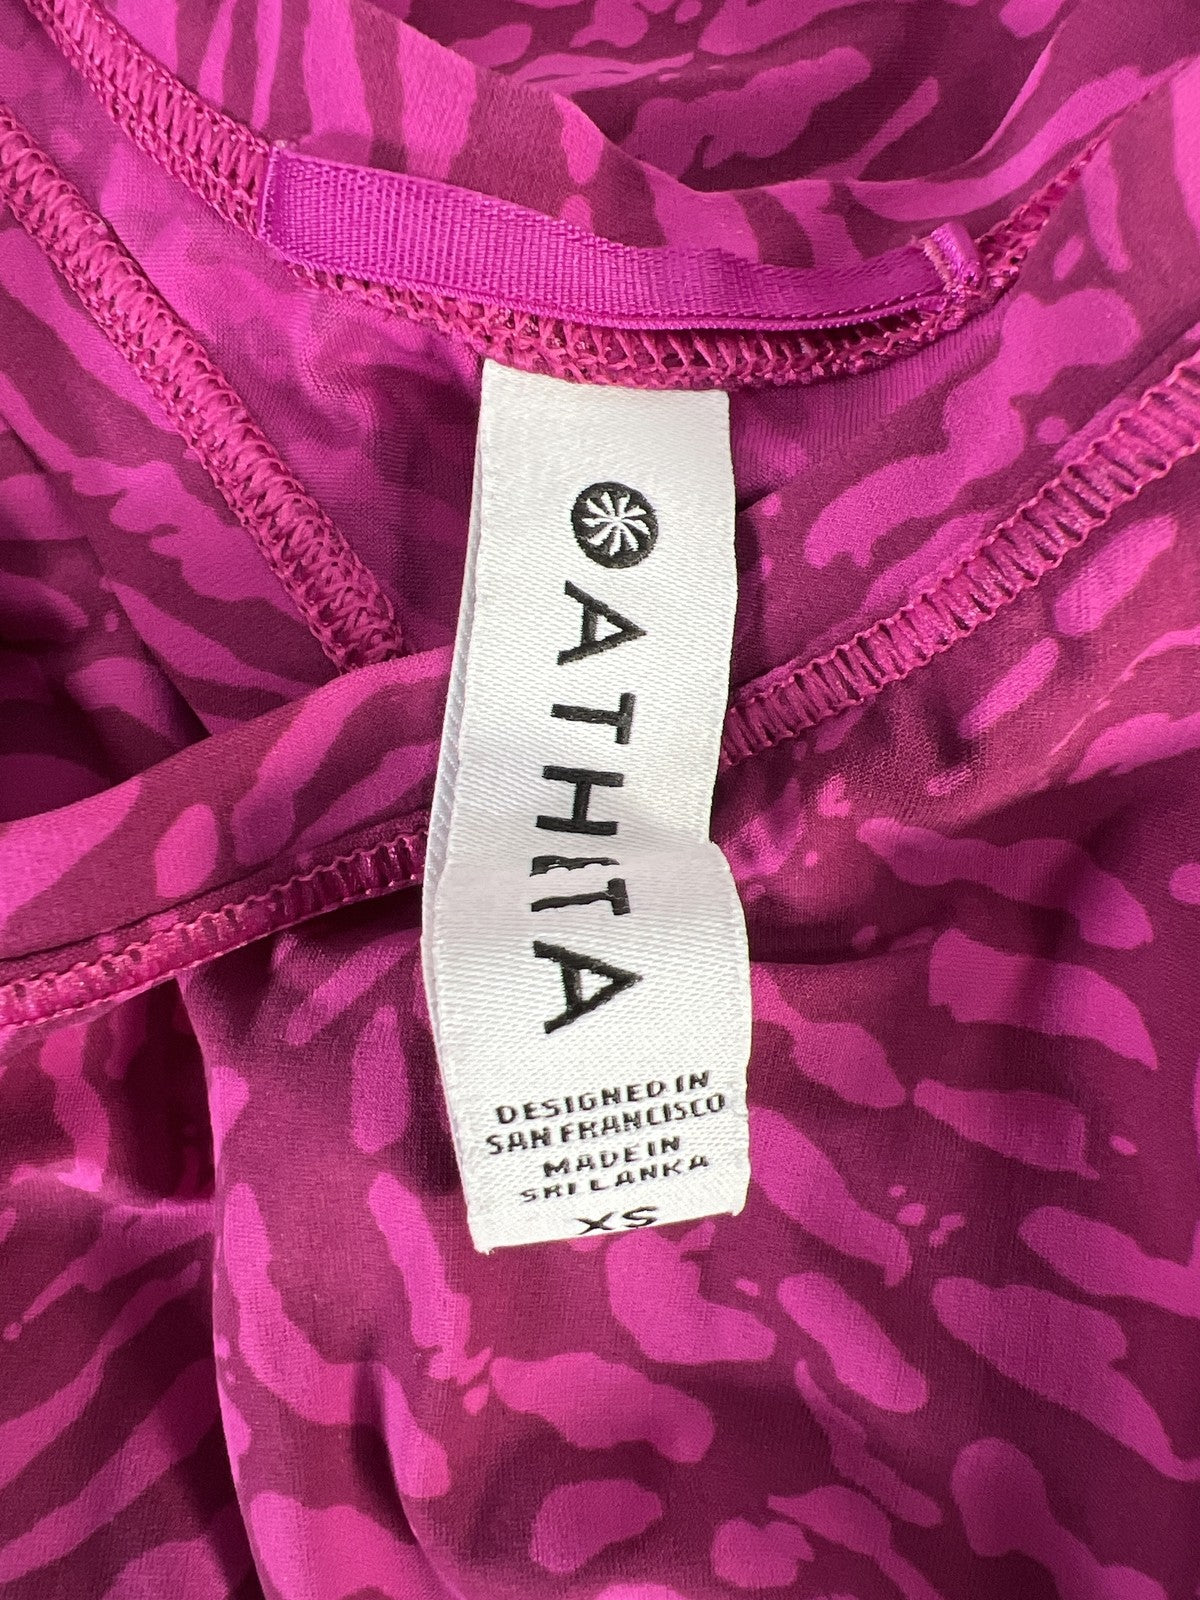 ATHLETA
DESIGNED IN
SAN FRANCISCO
MADE IN
SRI LANKA
XS